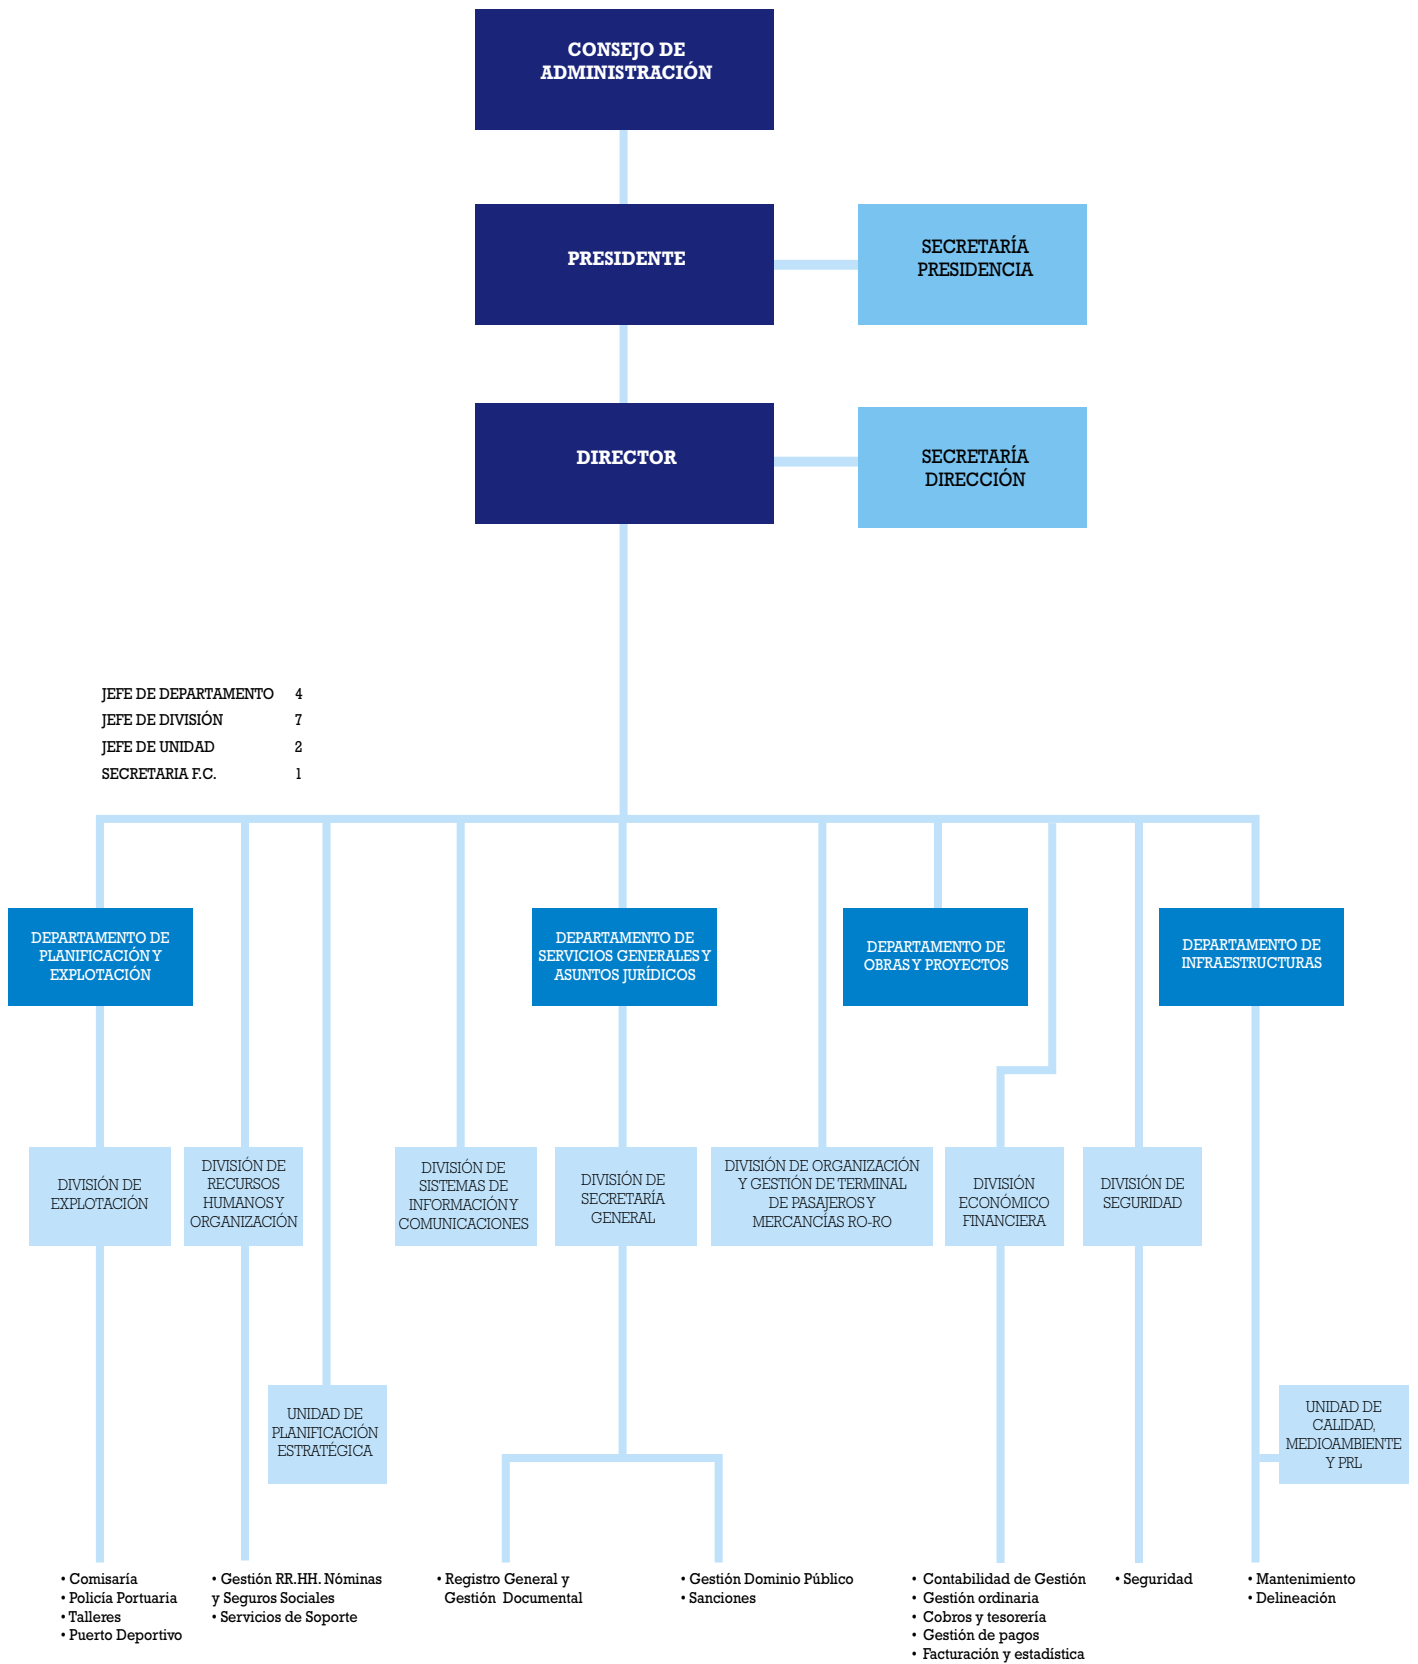 CONSEJO DE
ADMINISTRACIÓN
PRESIDENTE
SECRETARÍA
PRESIDENCIA
DIRECTOR
SECRETARÍA
DIRECCIÓN
JEFE DE DEPARTAMENTO 4
JEFE DE DIVISIÓN 7
JEFE DE UNIDAD 2
SECRETARIA F.C. 1
DEPARTAMENTO DE
PLANIFICACIÓN Y
EXPLOTACIÓN
DEPARTAMENTO DE
SERVICIOS GENERALES Y
ASUNTOS JURÍDICOS
DEPARTAMENTO DE
OBRAS Y PROYECTOS
DEPARTAMENTO DE
INFRAESTRUCTURAS
DIVISIÓN DE
EXPLOTACIÓN
DIVISIÓN DE
RECURSOS
HUMANOS Y
ORGANIZACIÓN
DIVISIÓN DE
SISTEMAS DE
INFORMACIÓN Y
COMUNICACIONES
DIVISIÓN DE
SECRETARÍA
GENERAL
DIVISIÓN DE ORGANIZACIÓN
Y GESTIÓN DE TERMINAL
DE PASAJEROS Y
MERCANCÍAS RO-RO
DIVISIÓN
ECONÓMICO
FINANCIERA
DIVISIÓN DE
SEGURIDAD
UNIDAD DE
PLANIFICACIÓN
ESTRATÉGICA
UNIDAD DE
CALIDAD,
MEDIOAMBIENTE
Y PRL
• Comisaría
• Policía Portuaria
• Talleres
• Puerto Deportivo
• Gestión RR.HH. Nóminas
y Seguros Sociales
• Servicios de Soporte
• Registro General y
Gestión Documental
• Gestión Dominio Público
• Sanciones
• Contabilidad de Gestión
• Gestión ordinaria
• Cobros y tesorería
• Gestión de pagos
• Facturación y estadística
• Seguridad
• Mantenimiento
• Delineación